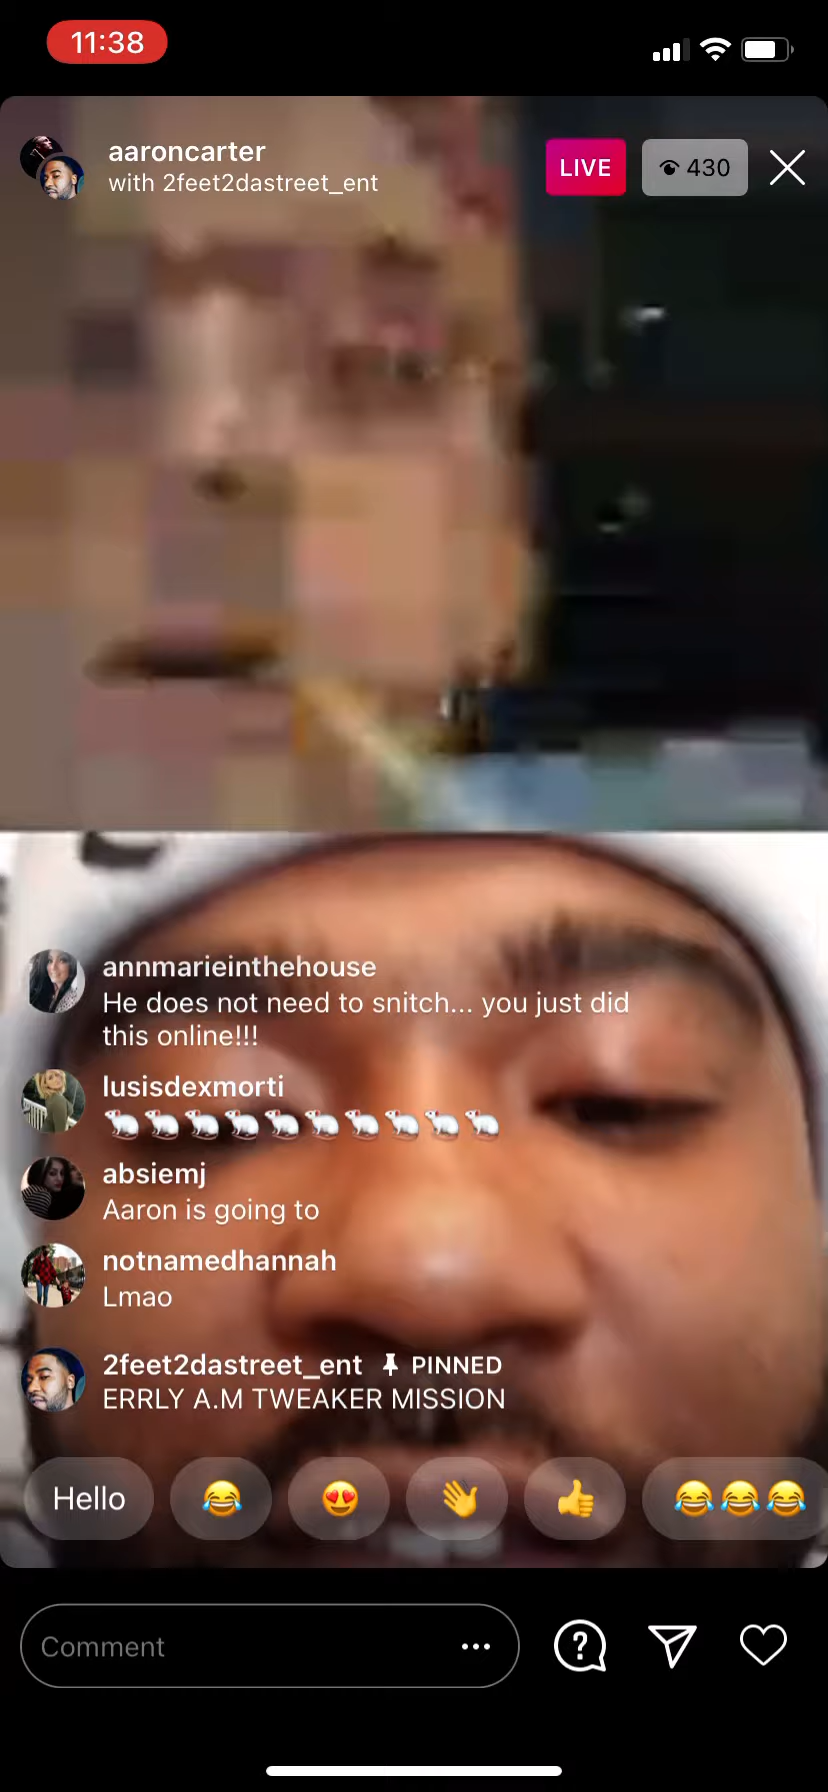 11:38
aaroncarter
with 2feet2dastreet_ent
LIVE
430
annmarieinthehouse
He does not need to snitch... you just did
this online!!!
lusisdexmorti
🐁🐁🐁🐁🐁🐁🐁🐁🐁🐁
absiemj
Aaron is going to
notnamedhannah
Lmao
2feet2dastreet_ent 📌 PINNED
ERRLY A.M TWEAKER MISSION
Hello 😂 😍 👋 👍 😂😂😂
Comment